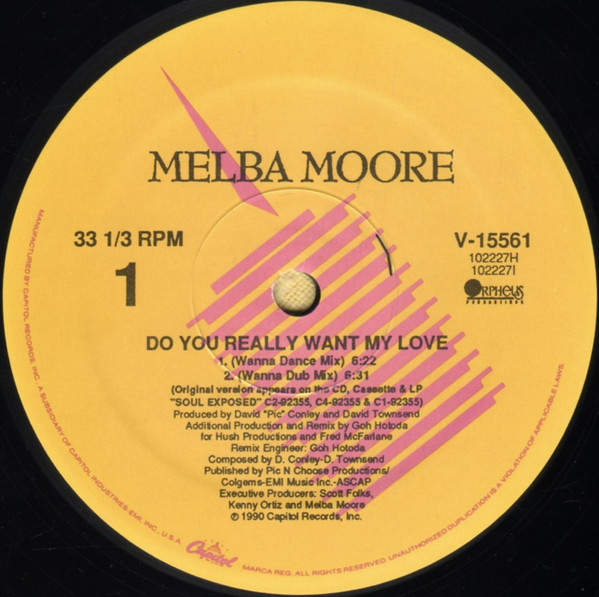 MELBA MOORE
33 1/3 RPM
1
V-15561
102227H
102227I
ORPHEUS
PRODUCTIONS
DO YOU REALLY WANT MY LOVE
1. (Wanna Dance Mix) 6:22
2. (Wanna Dub Mix) 6:31
(Original version appears on the CD, Cassette & LP
"SOUL EXPOSED" C2-92355, C4-92355 & C1-92355)
Produced by David "Pic" Conley and David Townsend
Additional Production and Remix by Goh Hotoda
for Hush Productions and Fred McFarlane
Remix Engineer: Goh Hotoda
Composed by D. Conley-D. Townsend
Published by Pic N Choose Productions/
Colgems-EMI Music Inc.-ASCAP
Executive Producers: Scott Folks,
Kenny Ortiz and Melba Moore
℗ 1990 Capitol Records, Inc.
MANUFACTURED BY CAPITOL RECORDS, INC. A SUBSIDIARY OF CAPITOL INDUSTRIES-EMI, INC., U.S.A. Capitol MARCA REG. ALL RIGHTS RESERVED. UNAUTHORIZED DUPLICATION IS A VIOLATION OF APPLICABLE LAWS.